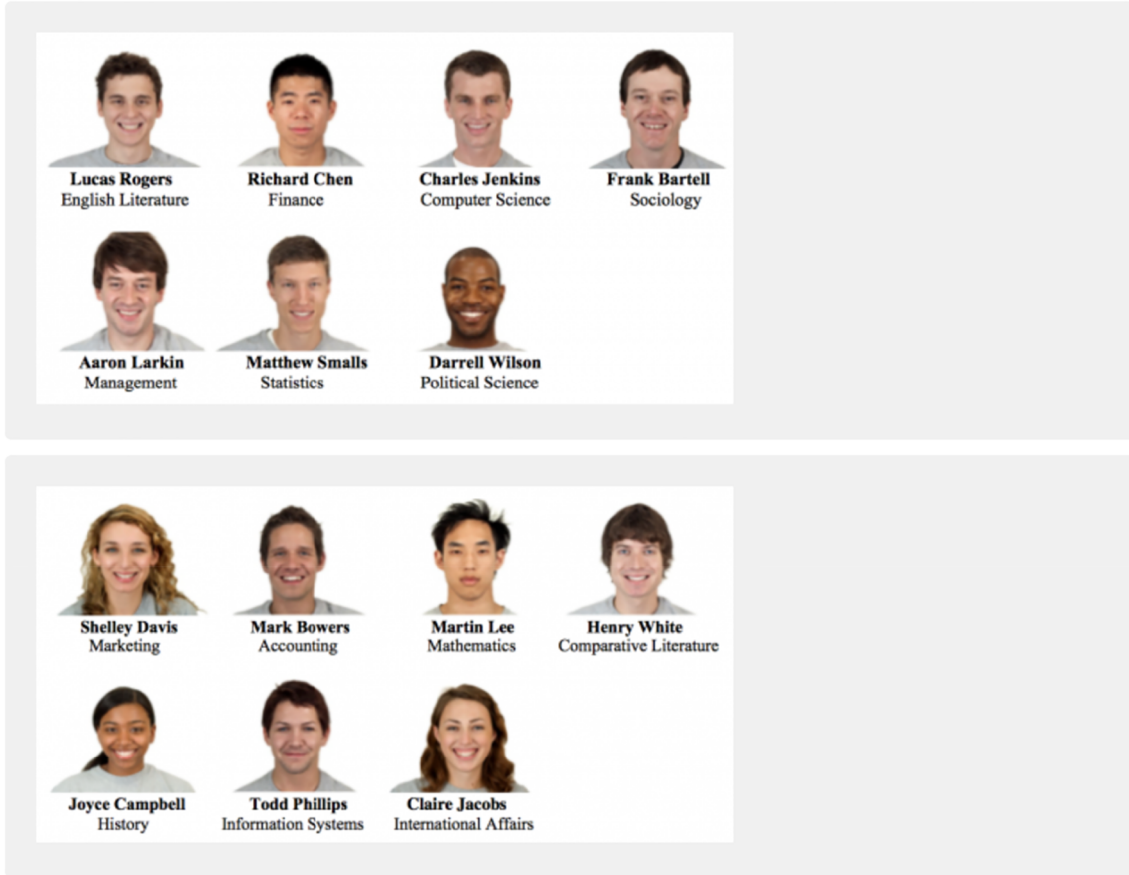 Lucas Rogers
English Literature
Richard Chen
Finance
Charles Jenkins
Computer Science
Frank Bartell
Sociology
Aaron Larkin
Management
Matthew Smalls
Statistics
Darrell Wilson
Political Science
Shelley Davis
Marketing
Mark Bowers
Accounting
Martin Lee
Mathematics
Henry White
Comparative Literature
Joyce Campbell
History
Todd Phillips
Information Systems
Claire Jacobs
International Affairs